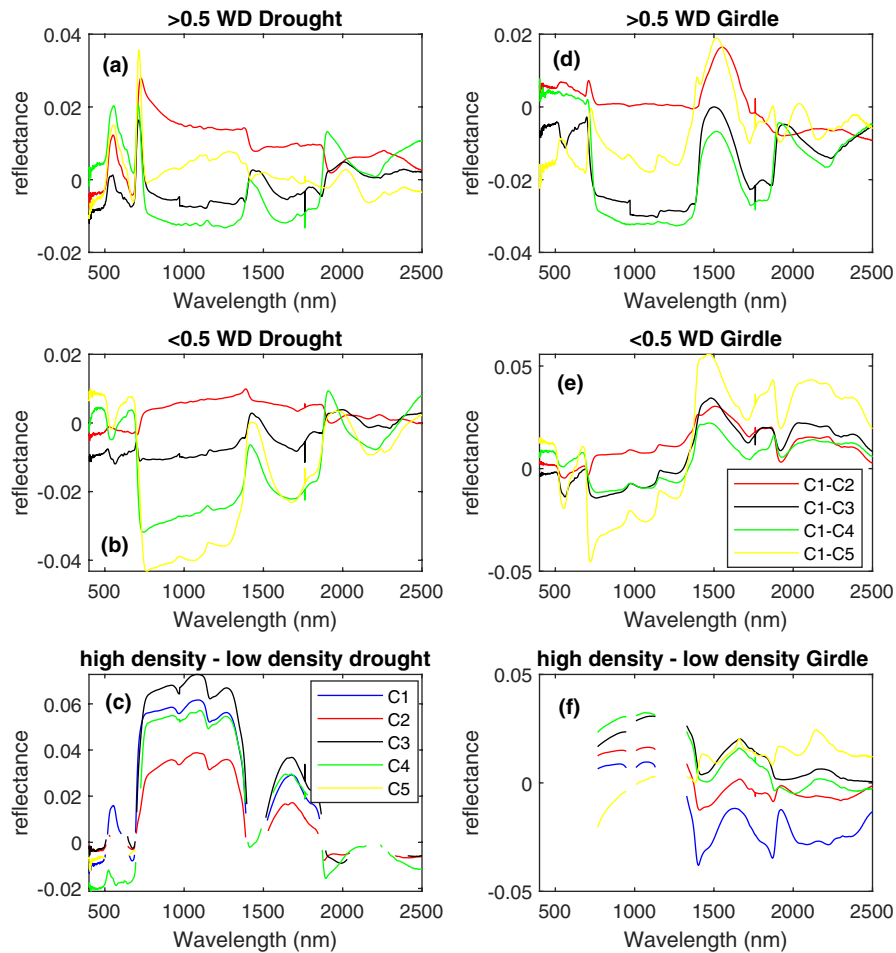 >0.5 WD Drought
(a)
0.04
0.02
0
-0.02
reflectance
500 1000 1500 2000 2500
Wavelength (nm)
>0.5 WD Girdle
(d)
0.02
0
-0.02
-0.04
reflectance
500 1000 1500 2000 2500
Wavelength (nm)
<0.5 WD Drought
(b)
0.02
0
-0.02
-0.04
reflectance
500 1000 1500 2000 2500
Wavelength (nm)
<0.5 WD Girdle
(e)
0.05
0
-0.05
reflectance
C1-C2
C1-C3
C1-C4
C1-C5
500 1000 1500 2000 2500
Wavelength (nm)
high density - low density drought
(c)
0.06
0.04
0.02
0
-0.02
reflectance
C1
C2
C3
C4
C5
500 1000 1500 2000 2500
Wavelength (nm)
high density - low density Girdle
(f)
0.05
0
-0.05
reflectance
500 1000 1500 2000 2500
Wavelength (nm)